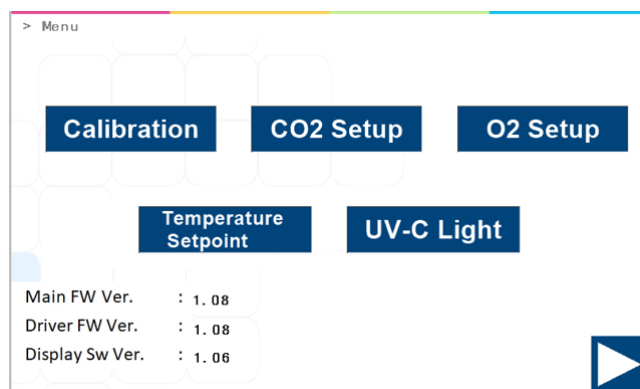 > Menu
Calibration
CO2 Setup
O2 Setup
Temperature
Setpoint
UV-C Light
Main FW Ver. : 1.08
Driver FW Ver. : 1.08
Display Sw Ver. : 1.06